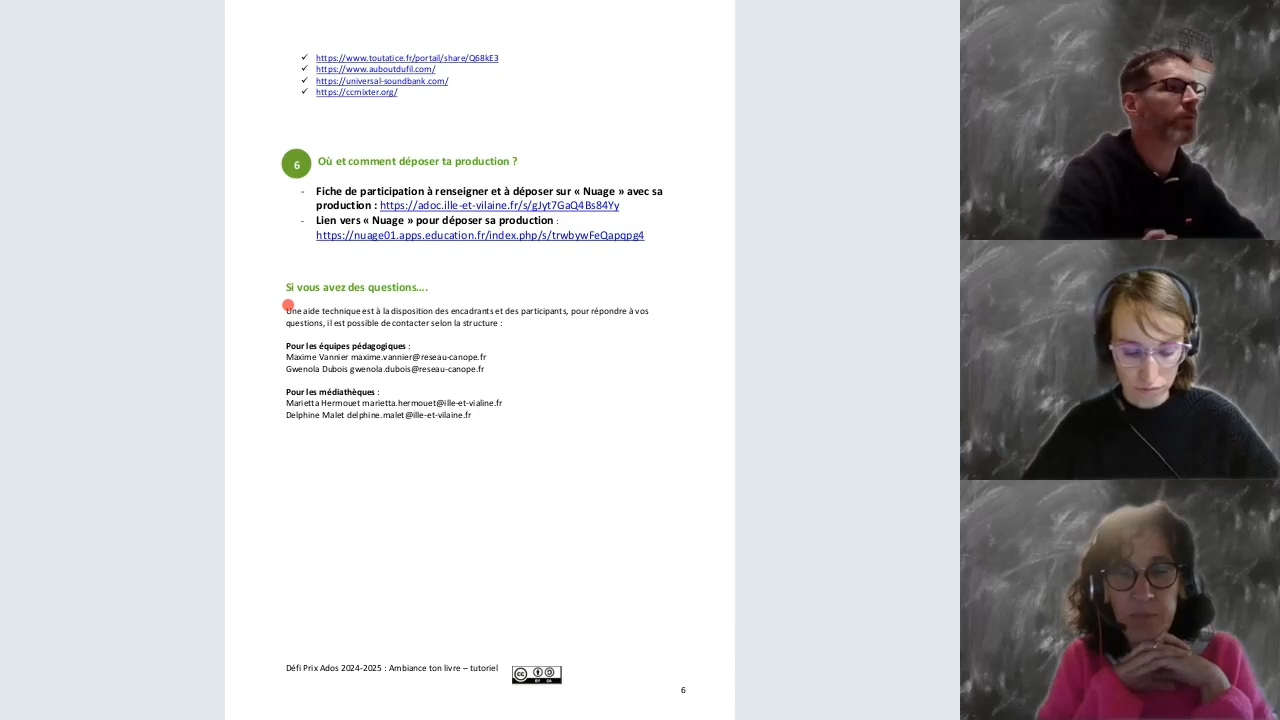 ✓ https://www.toutatice.fr/portail/share/Q68kE3
✓ https://www.auboutdufil.com/
✓ https://universal-soundbank.com/
✓ https://ccmixter.org/
6 Où et comment déposer ta production ?
- Fiche de participation à renseigner et à déposer sur « Nuage » avec sa
production : https://adoc.ille-et-vilaine.fr/s/gJyt7GaQ4Bs84Yy
- Lien vers « Nuage » pour déposer sa production :
https://nuage01.apps.education.fr/index.php/s/trwbywFeQapqpg4
Si vous avez des questions….
Une aide technique est à la disposition des encadrants et des participants, pour répondre à vos
questions, il est possible de contacter selon la structure :
Pour les équipes pédagogiques :
Maxime Vannier maxime.vannier@reseau-canope.fr
Gwenola Dubois gwenola.dubois@reseau-canope.fr
Pour les médiathèques :
Marietta Hermouet marietta.hermouet@ille-et-vialine.fr
Delphine Malet delphine.malet@ille-et-vilaine.fr
Défi Prix Ados 2024-2025 : Ambiance ton livre – tutoriel
cc BY SA
6